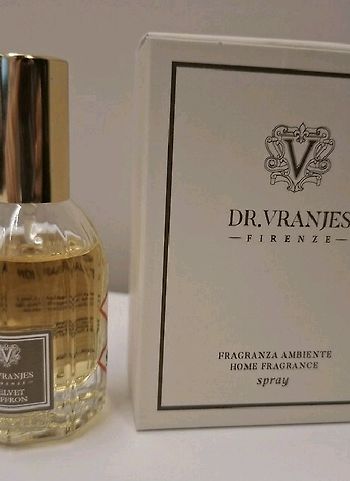 V
DR.VRANJES
FIRENZE
FRAGRANZA AMBIENTE
HOME FRAGRANCE
spray
V
VRANJES